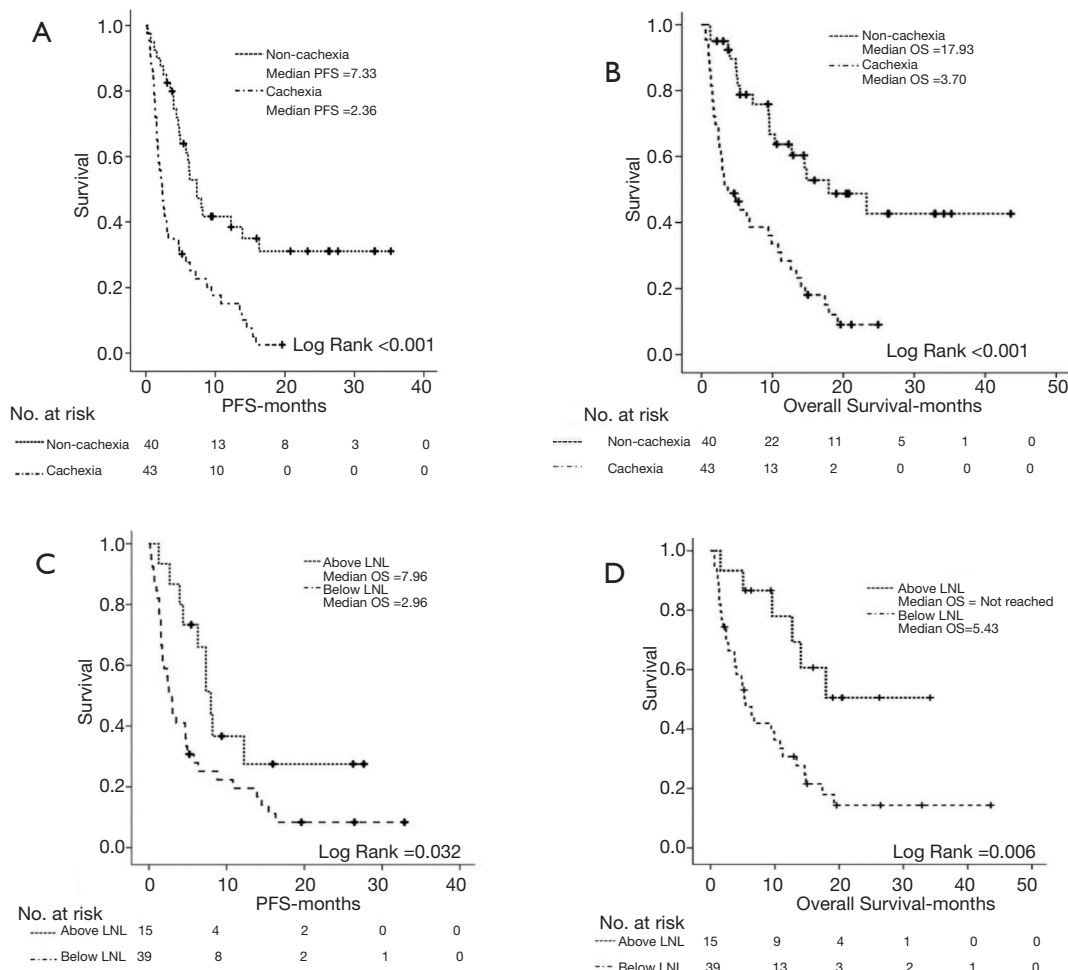 A
1.0
0.8
0.6
0.4
0.2
0.0
Survival
Non-cachexia
Median PFS =7.33
Cachexia
Median PFS =2.36
Log Rank <0.001
0 10 20 30 40
PFS-months
No. at risk
Non-cachexia 40 13 8 3 0
Cachexia 43 10 0 0 0
B
1.0
0.8
0.6
0.4
0.2
0.0
Survival
Non-cachexia
Median OS =17.93
Cachexia
Median OS =3.70
Log Rank <0.001
0 10 20 30 40 50
Overall Survival-months
No. at risk
Non-cachexia 40 22 11 5 1 0
Cachexia 43 13 2 0 0 0
C
1.0
0.8
0.6
0.4
0.2
0.0
Survival
Above LNL
Median OS =7.96
Below LNL
Median OS =2.96
Log Rank =0.032
0 10 20 30 40
PFS-months
No. at risk
Above LNL 15 4 2 0 0
Below LNL 39 8 2 1 0
D
1.0
0.8
0.6
0.4
0.2
0.0
Survival
Above LNL
Median OS = Not reached
Below LNL
Median OS=5.43
Log Rank =0.006
0 10 20 30 40 50
Overall Survival-months
No. at risk
Above LNL 15 9 4 1 0 0
Below LNL 39 13 3 2 1 0